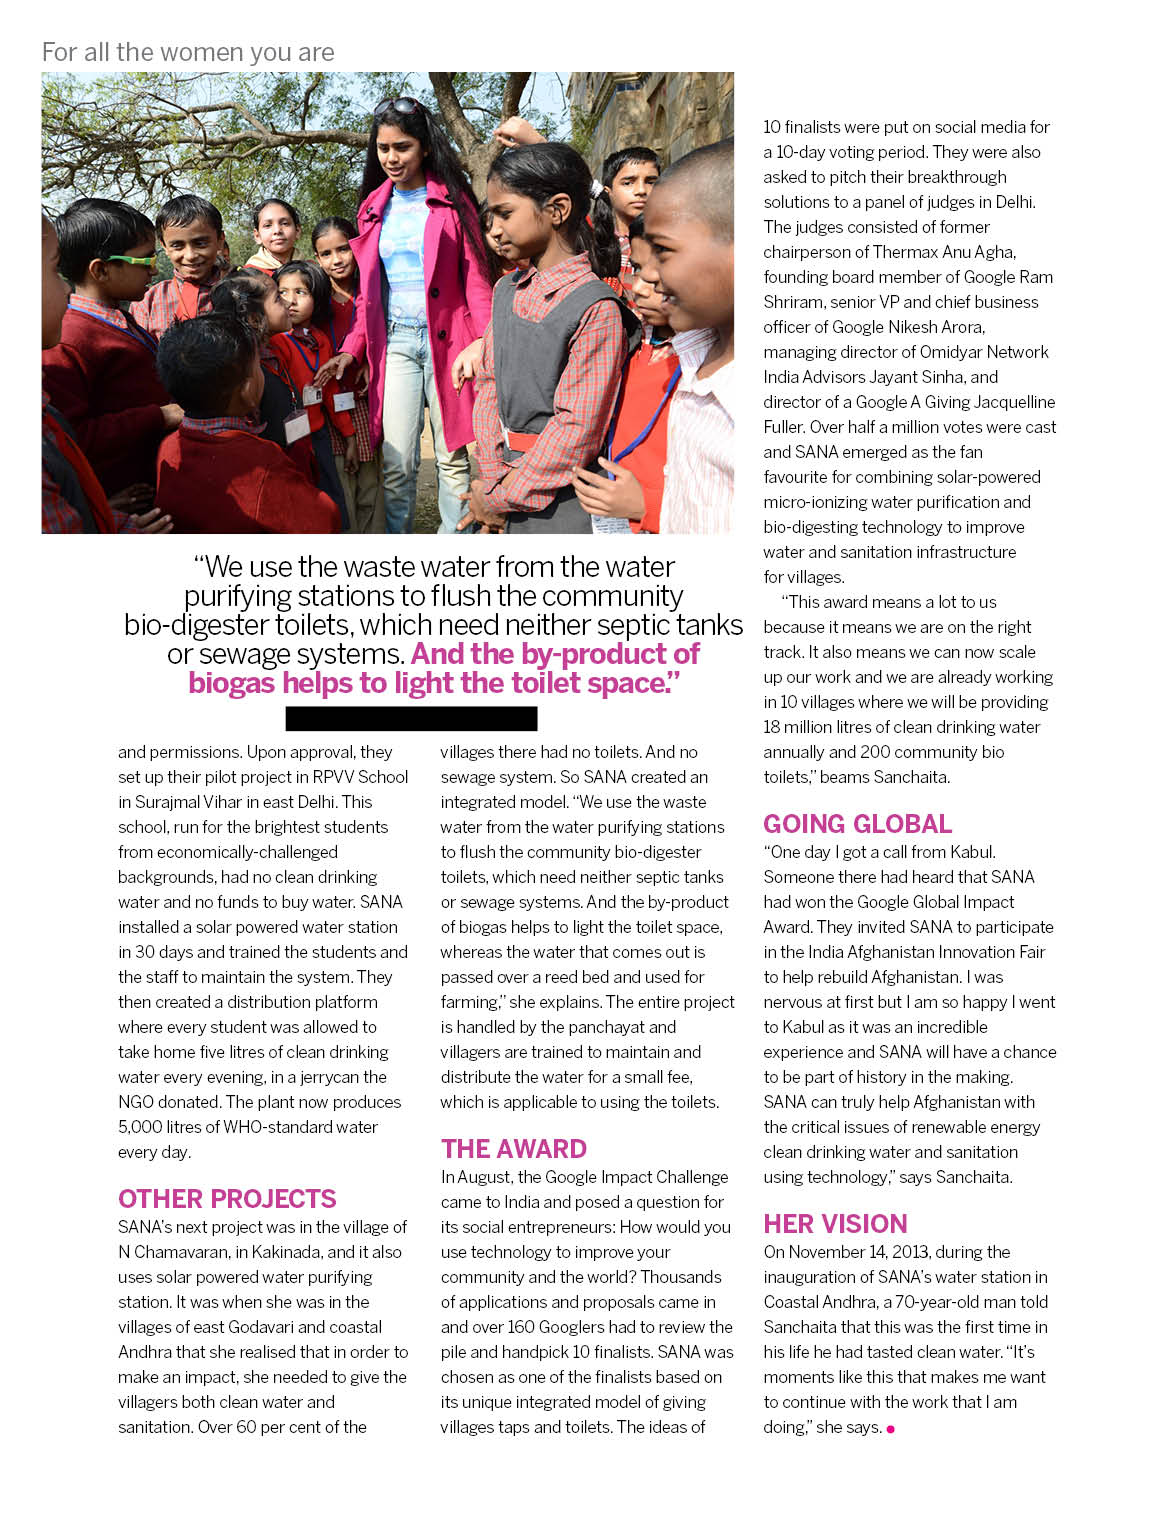 For all the women you are
“We use the waste water from the water
purifying stations to flush the community
bio-digester toilets, which need neither septic tanks
or sewage systems. And the by-product of
biogas helps to light the toilet space.”
and permissions. Upon approval, they
set up their pilot project in RPVV School
in Surajmal Vihar in east Delhi. This
school, run for the brightest students
from economically-challenged
backgrounds, had no clean drinking
water and no funds to buy water. SANA
installed a solar powered water station
in 30 days and trained the students and
the staff to maintain the system. They
then created a distribution platform
where every student was allowed to
take home five litres of clean drinking
water every evening, in a jerrycan the
NGO donated. The plant now produces
5,000 litres of WHO-standard water
every day.
OTHER PROJECTS
SANA’s next project was in the village of
N Chamavaran, in Kakinada, and it also
uses solar powered water purifying
station. It was when she was in the
villages of east Godavari and coastal
Andhra that she realised that in order to
make an impact, she needed to give the
villagers both clean water and
sanitation. Over 60 per cent of the
villages there had no toilets. And no
sewage system. So SANA created an
integrated model. “We use the waste
water from the water purifying stations
to flush the community bio-digester
toilets, which need neither septic tanks
or sewage systems. And the by-product
of biogas helps to light the toilet space,
whereas the water that comes out is
passed over a reed bed and used for
farming,” she explains. The entire project
is handled by the panchayat and
villagers are trained to maintain and
distribute the water for a small fee,
which is applicable to using the toilets.
THE AWARD
In August, the Google Impact Challenge
came to India and posed a question for
its social entrepreneurs: How would you
use technology to improve your
community and the world? Thousands
of applications and proposals came in
and over 160 Googlers had to review the
pile and handpick 10 finalists. SANA was
chosen as one of the finalists based on
its unique integrated model of giving
villages taps and toilets. The ideas of
10 finalists were put on social media for
a 10-day voting period. They were also
asked to pitch their breakthrough
solutions to a panel of judges in Delhi.
The judges consisted of former
chairperson of Thermax Anu Agha,
founding board member of Google Ram
Shriram, senior VP and chief business
officer of Google Nikesh Arora,
managing director of Omidyar Network
India Advisors Jayant Sinha, and
director of a Google A Giving Jacquelline
Fuller. Over half a million votes were cast
and SANA emerged as the fan
favourite for combining solar-powered
micro-ionizing water purification and
bio-digesting technology to improve
water and sanitation infrastructure
for villages.
“This award means a lot to us
because it means we are on the right
track. It also means we can now scale
up our work and we are already working
in 10 villages where we will be providing
18 million litres of clean drinking water
annually and 200 community bio
toilets,” beams Sanchaita.
GOING GLOBAL
“One day I got a call from Kabul.
Someone there had heard that SANA
had won the Google Global Impact
Award. They invited SANA to participate
in the India Afghanistan Innovation Fair
to help rebuild Afghanistan. I was
nervous at first but I am so happy I went
to Kabul as it was an incredible
experience and SANA will have a chance
to be part of history in the making.
SANA can truly help Afghanistan with
the critical issues of renewable energy
clean drinking water and sanitation
using technology,” says Sanchaita.
HER VISION
On November 14, 2013, during the
inauguration of SANA’s water station in
Coastal Andhra, a 70-year-old man told
Sanchaita that this was the first time in
his life he had tasted clean water. “It’s
moments like this that makes me want
to continue with the work that I am
doing,” she says.